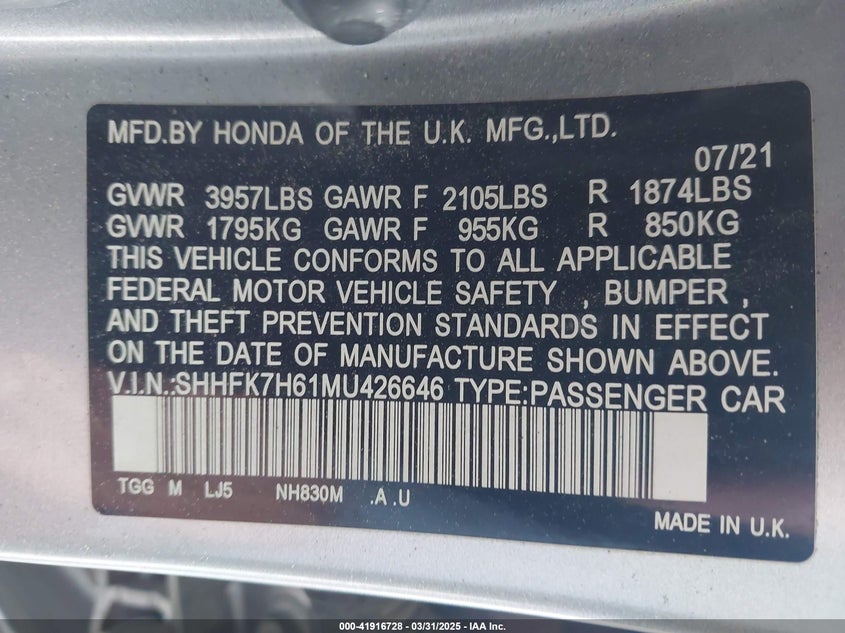 MFD.BY HONDA OF THE U.K. MFG.,LTD.
07/21
GVWR 3957LBS GAWR F 2105LBS R 1874LBS
GVWR 1795KG GAWR F 955KG R 850KG
THIS VEHICLE CONFORMS TO ALL APPLICABLE
FEDERAL MOTOR VEHICLE SAFETY , BUMPER ,
AND THEFT PREVENTION STANDARDS IN EFFECT
ON THE DATE OF MANUFACTURE SHOWN ABOVE.
V.I.N.:SHHFK7H61MU426646 TYPE:PASSENGER CAR
TGG M LJ5 NH830M .A .U
MADE IN U.K.
000-41916728 - 03/31/2025 - IAA Inc.